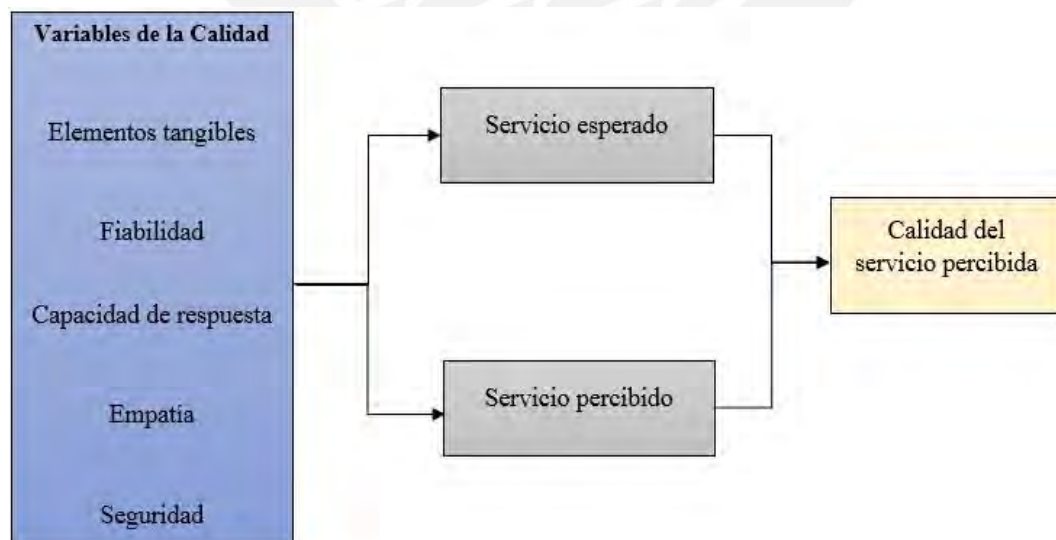 Variables de la Calidad
Elementos tangibles
Fiabilidad
Capacidad de respuesta
Empatía
Seguridad
Servicio esperado
Servicio percibido
Calidad del
servicio percibida